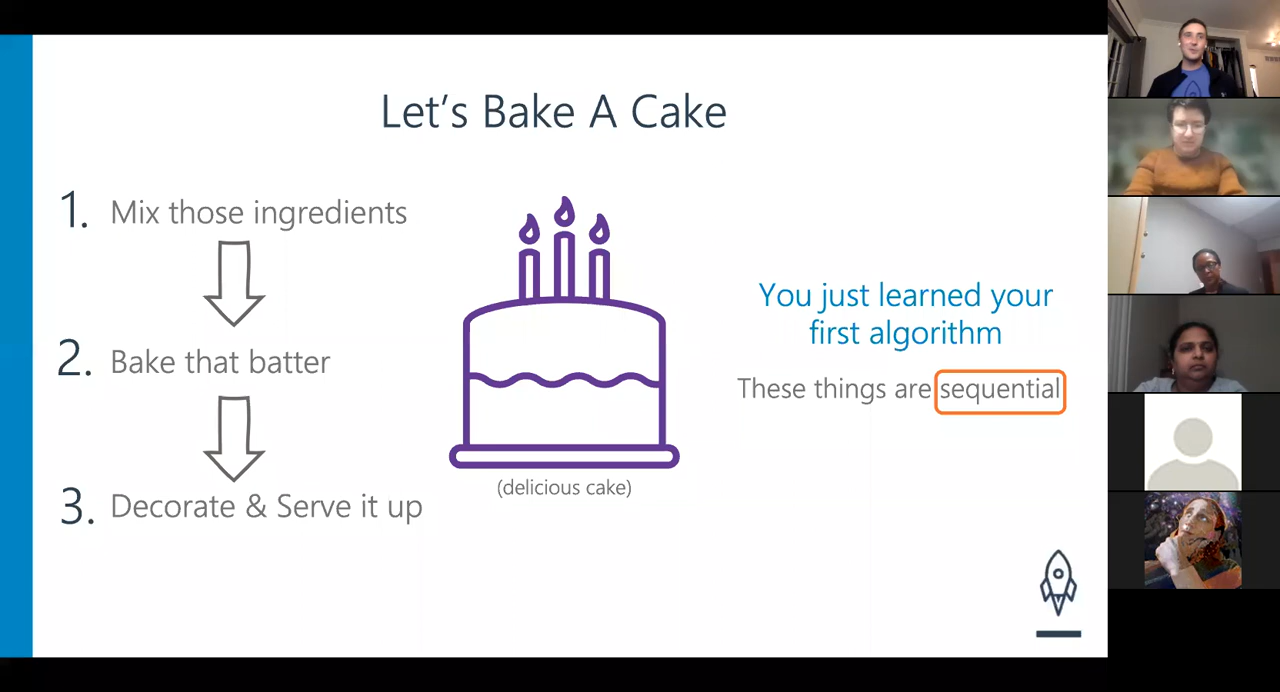 Let's Bake A Cake
1. Mix those ingredients
2. Bake that batter
3. Decorate & Serve it up
(delicious cake)
You just learned your
first algorithm
These things are sequential